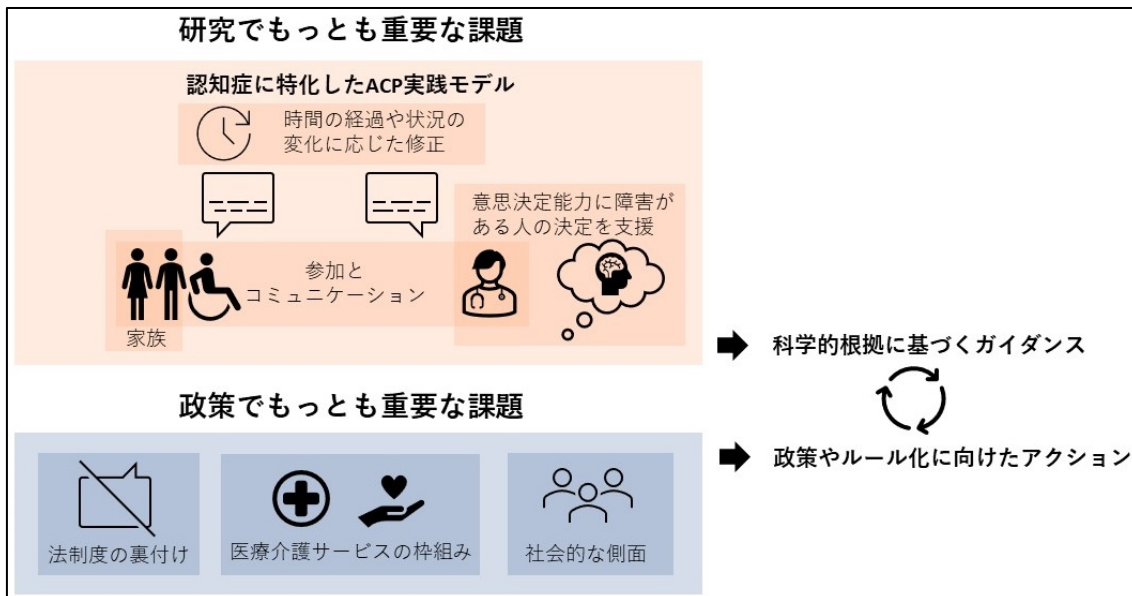 研究でもっとも重要な課題
認知症に特化したACP実践モデル
時間の経過や状況の
変化に応じた修正
意思決定能力に障害が
ある人の決定を支援
参加と
コミュニケーション
家族
科学的根拠に基づくガイダンス
政策でもっとも重要な課題
政策やルール化に向けたアクション
法制度の裏付け
医療介護サービスの枠組み
社会的な側面